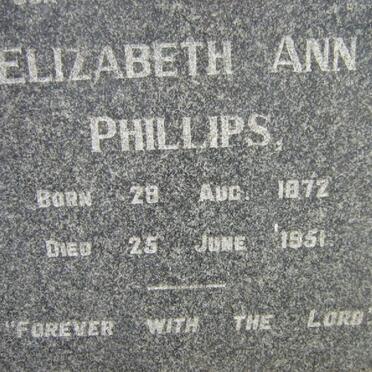 ELIZABETH ANN
PHILLIPS,
BORN 28 AUG. 1872
DIED 25 JUNE 1951.
"FOREVER WITH THE LORD"